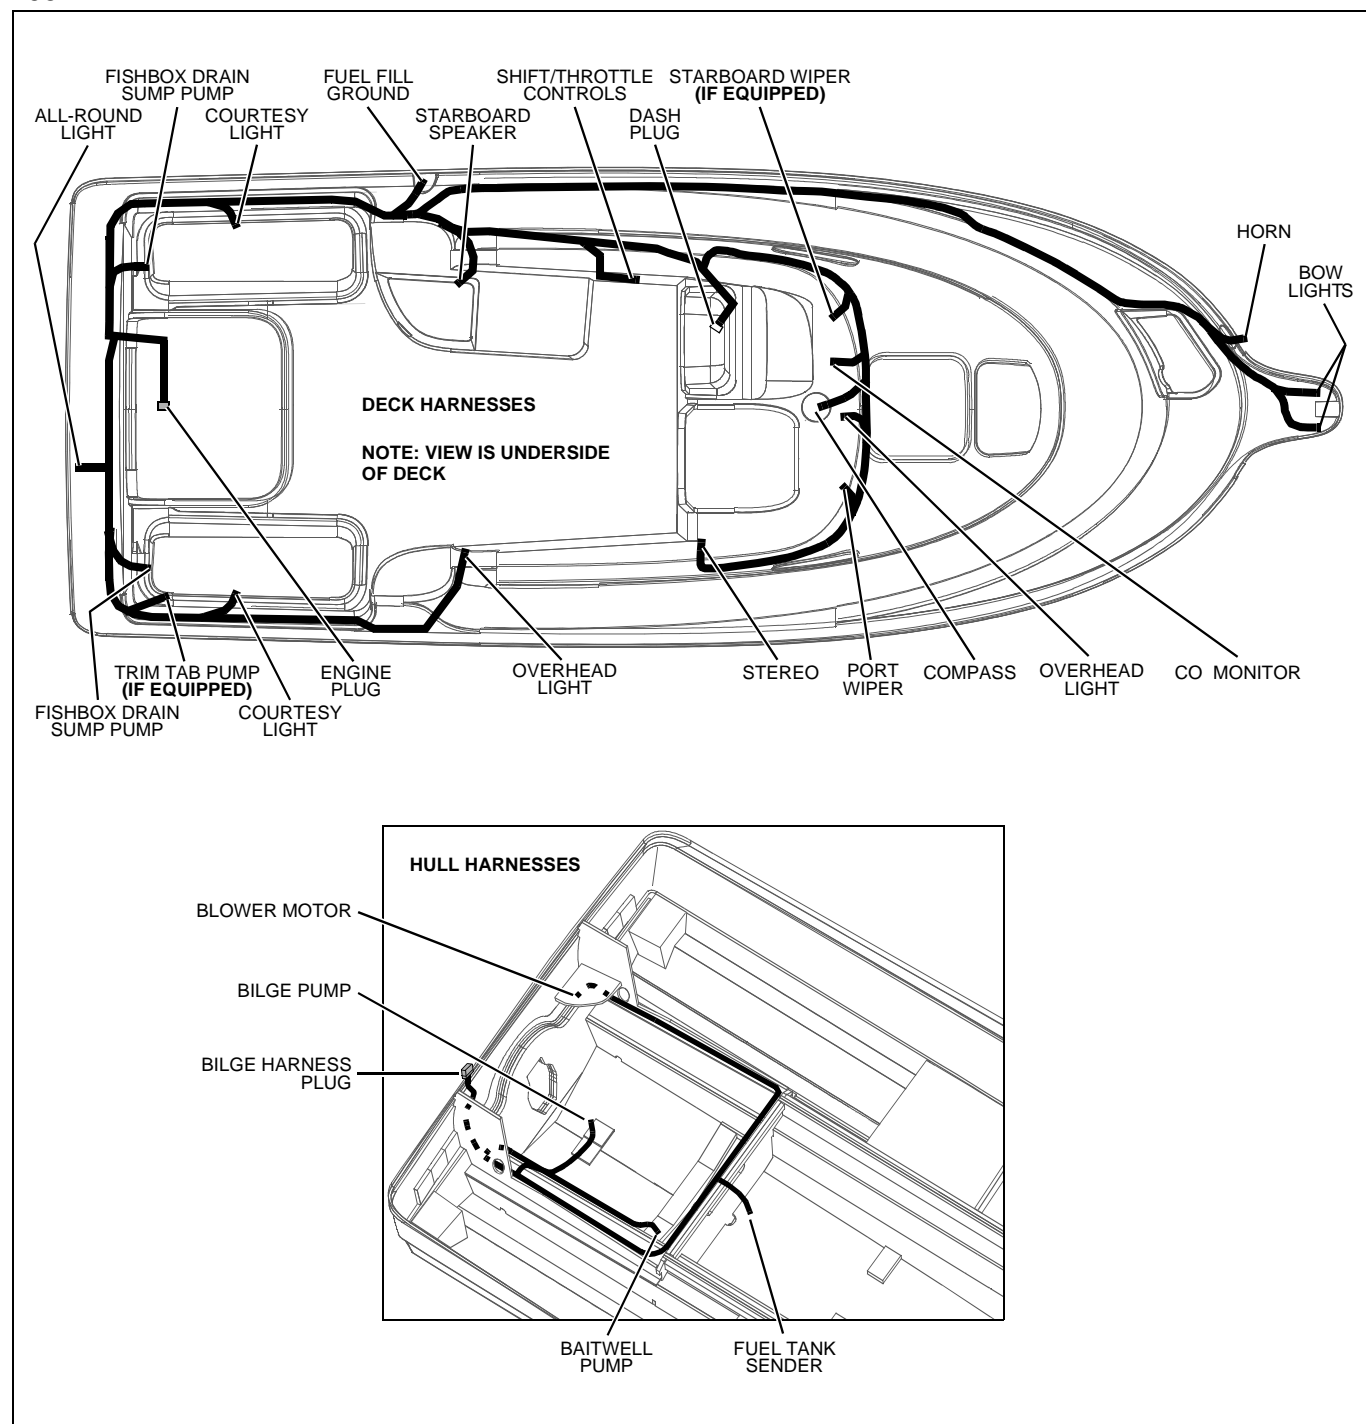 FISHBOX DRAIN
SUMP PUMP
FUEL FILL
GROUND
SHIFT/THROTTLE
CONTROLS
STARBOARD WIPER
(IF EQUIPPED)
ALL-ROUND
LIGHT
COURTESY
LIGHT
STARBOARD
SPEAKER
DASH
PLUG
HORN
BOW
LIGHTS
DECK HARNESSES
NOTE: VIEW IS UNDERSIDE
OF DECK
TRIM TAB PUMP
(IF EQUIPPED)
ENGINE
PLUG
OVERHEAD
LIGHT
STEREO
PORT
WIPER
COMPASS
OVERHEAD
LIGHT
CO MONITOR
FISHBOX DRAIN
SUMP PUMP
COURTESY
LIGHT
HULL HARNESSES
BLOWER MOTOR
BILGE PUMP
BILGE HARNESS
PLUG
BAITWELL
PUMP
FUEL TANK
SENDER